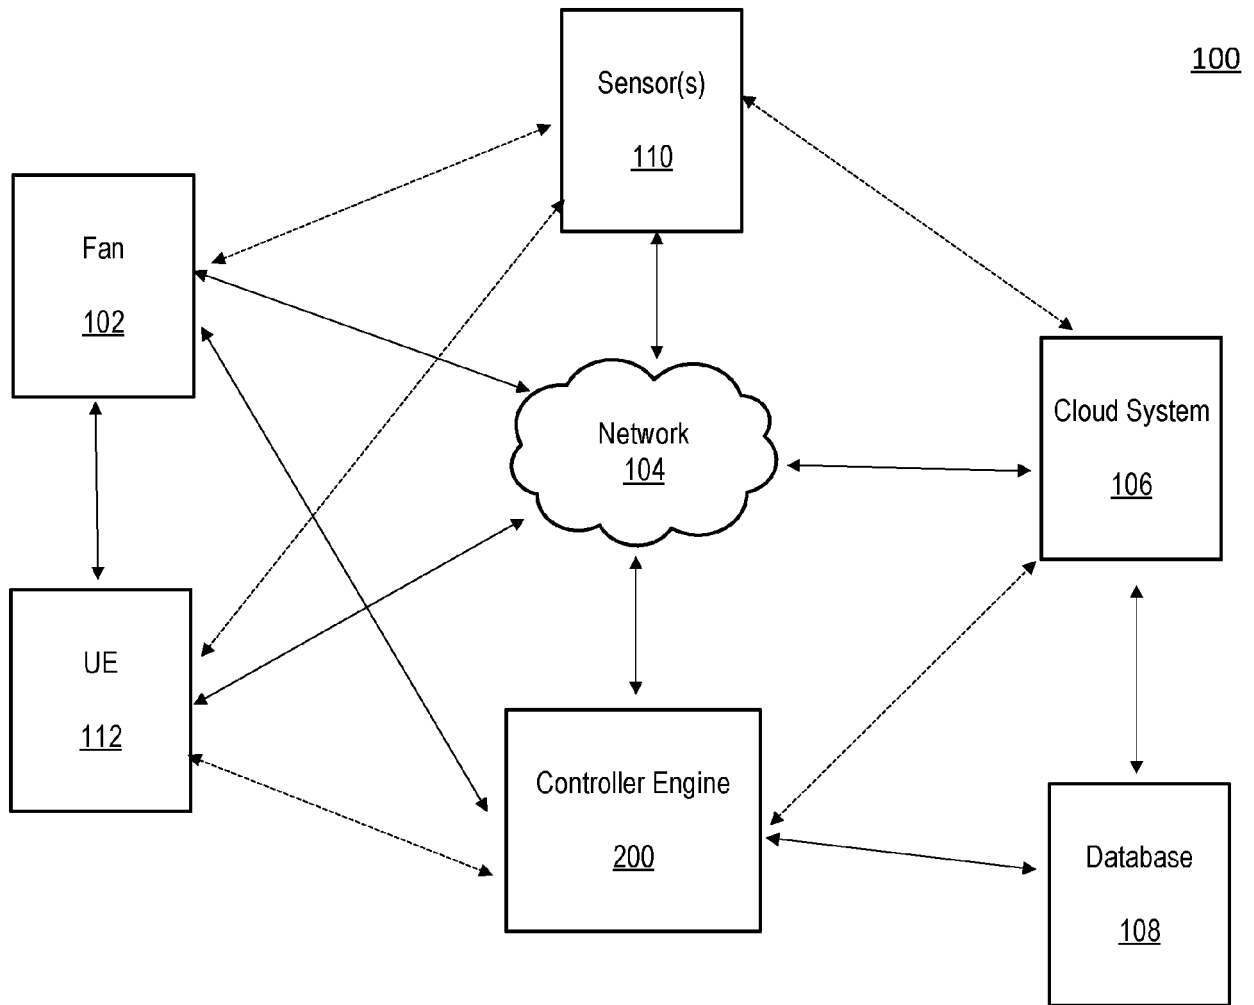 100
Sensor(s)
110
Fan
102
Network
104
Cloud System
106
UE
112
Controller Engine
200
Database
108